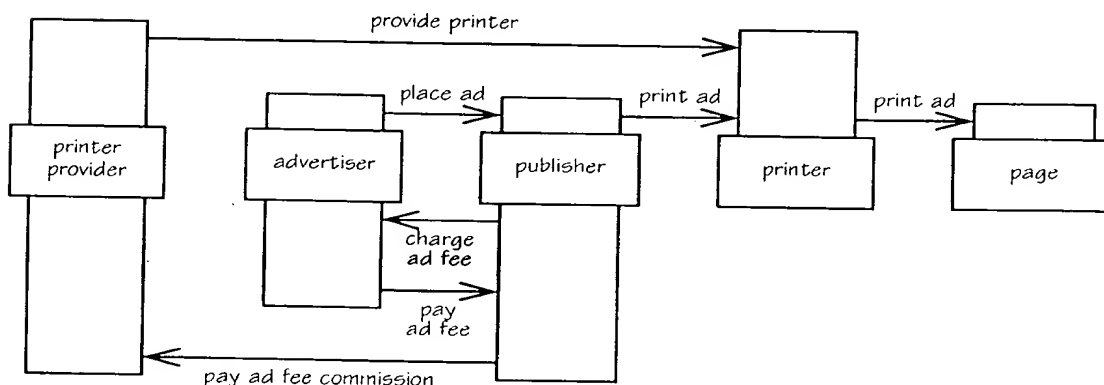 provide printer
place ad
print ad
print ad
printer
provider
advertiser
publisher
printer
page
charge
ad fee
pay
ad fee
pay ad fee commission